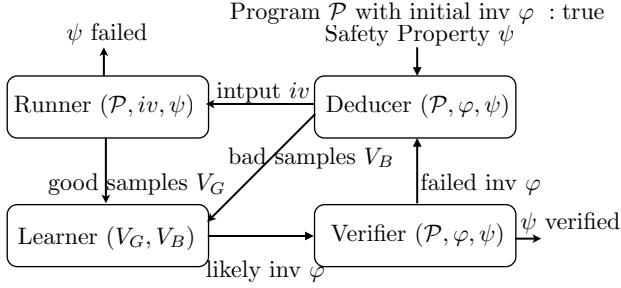 Program 𝒫 with initial inv φ : true
Safety Property ψ
ψ failed
Runner (𝒫, iv, ψ)
intput iv
Deducer (𝒫, φ, ψ)
bad samples V_B
good samples V_G
failed inv φ
Learner (V_G, V_B)
Verifier (𝒫, φ, ψ)
ψ verified
likely inv φ